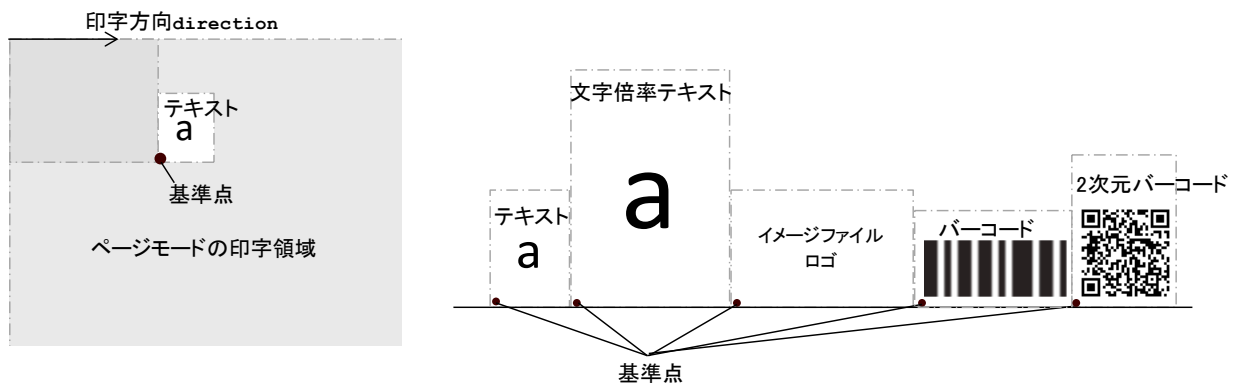 印字方向direction
テキスト
a
基準点
ページモードの印字領域
文字倍率テキスト
a
テキスト
a
イメージファイル
ロゴ
バーコード
2次元バーコード
基準点